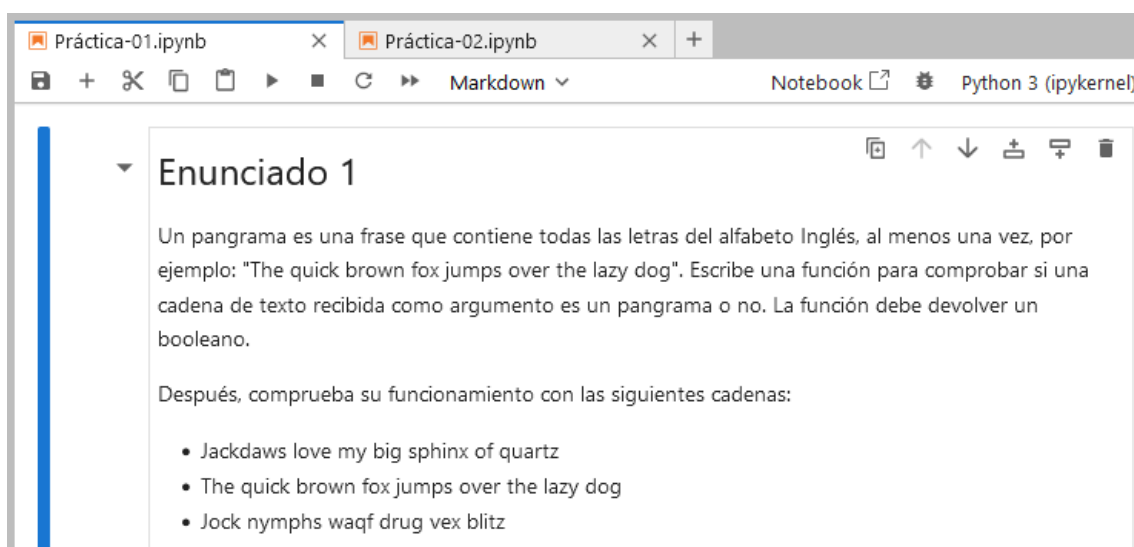 Práctica-01.ipynb
Práctica-02.ipynb
Markdown
Notebook
Python 3 (ipykernel)
Enunciado 1
Un pangrama es una frase que contiene todas las letras del alfabeto Inglés, al menos una vez, por
ejemplo: "The quick brown fox jumps over the lazy dog". Escribe una función para comprobar si una
cadena de texto recibida como argumento es un pangrama o no. La función debe devolver un
booleano.
Después, comprueba su funcionamiento con las siguientes cadenas:
• Jackdaws love my big sphinx of quartz
• The quick brown fox jumps over the lazy dog
• Jock nymphs waqf drug vex blitz